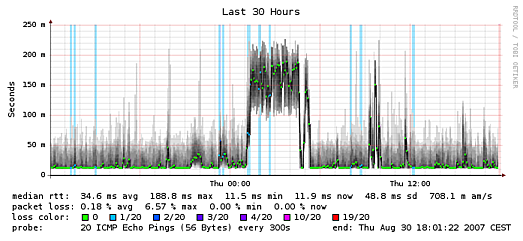 Last 30 Hours
RRDTOOL / TOBI OETIKER
Seconds
250 m
200 m
150 m
100 m
50 m
0
Thu 00:00 Thu 12:00
median rtt: 34.6 ms avg 188.8 ms max 11.5 ms min 11.9 ms now 48.8 ms sd 708.1 m am/s
packet loss: 0.18 % avg 6.57 % max 0.00 % min 0.00 % now
loss color: 0 1/20 2/20 3/20 4/20 10/20 19/20
probe: 20 ICMP Echo Pings (56 Bytes) every 300s end: Thu Aug 30 18:01:22 2007 CEST